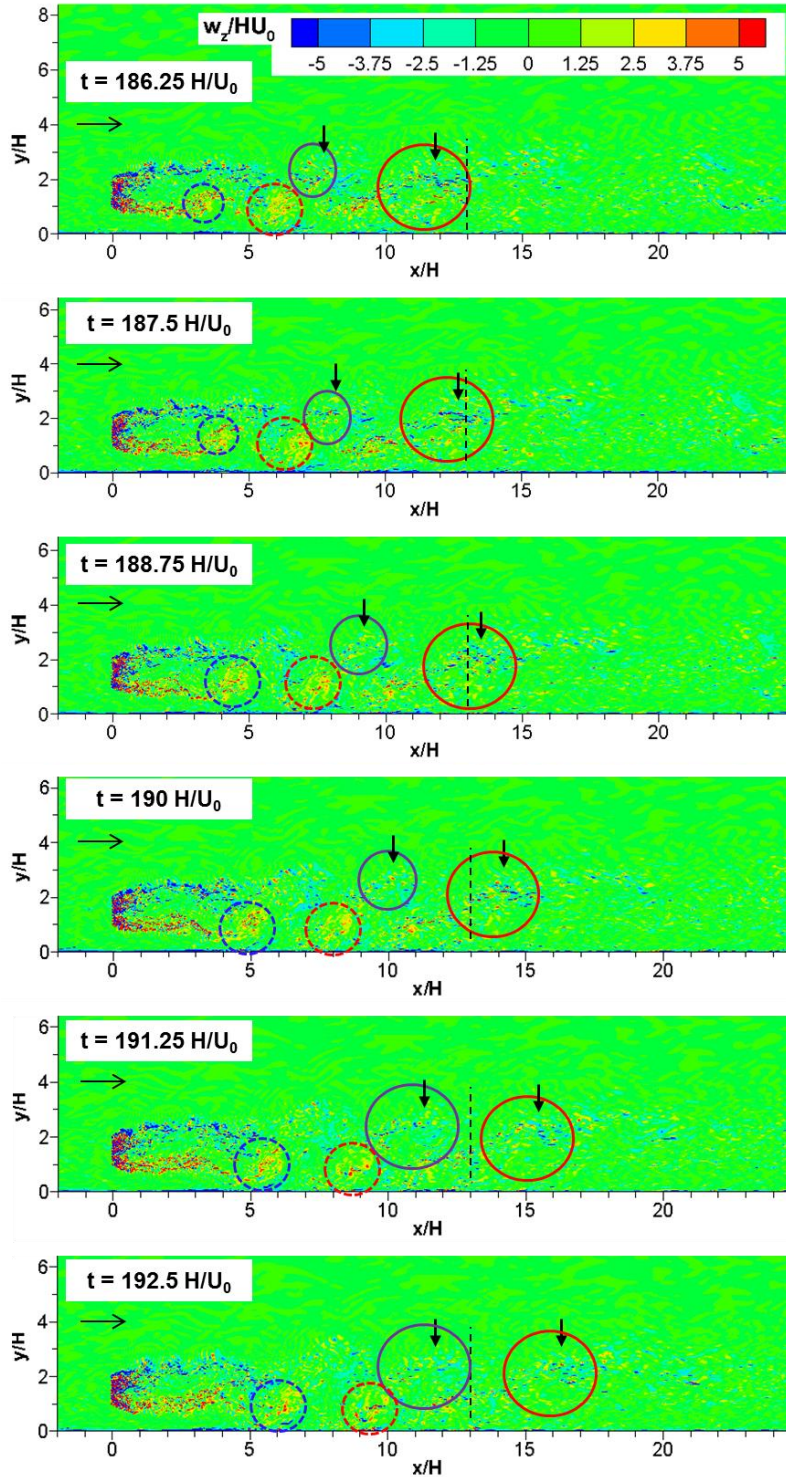 w_z/HU_0
-5 -3.75 -2.5 -1.25 0 1.25 2.5 3.75 5
t = 186.25 H/U_0
y/H
8
6
4
2
0
0 5 10 15 20
x/H
t = 187.5 H/U_0
y/H
6
4
2
0
0 5 10 15 20
x/H
t = 188.75 H/U_0
y/H
6
4
2
0
0 5 10 15 20
x/H
t = 190 H/U_0
y/H
6
4
2
0
0 5 10 15 20
x/H
t = 191.25 H/U_0
y/H
6
4
2
0
0 5 10 15 20
x/H
t = 192.5 H/U_0
y/H
6
4
2
0
0 5 10 15 20
x/H